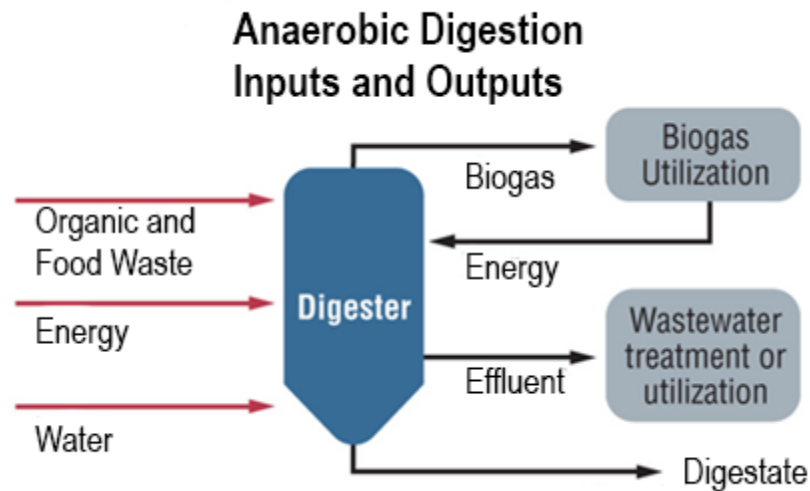 Anaerobic Digestion
Inputs and Outputs
Biogas
Utilization
Biogas
Organic and
Food Waste
Energy
Digester
Energy
Wastewater
treatment or
utilization
Effluent
Water
Digestate